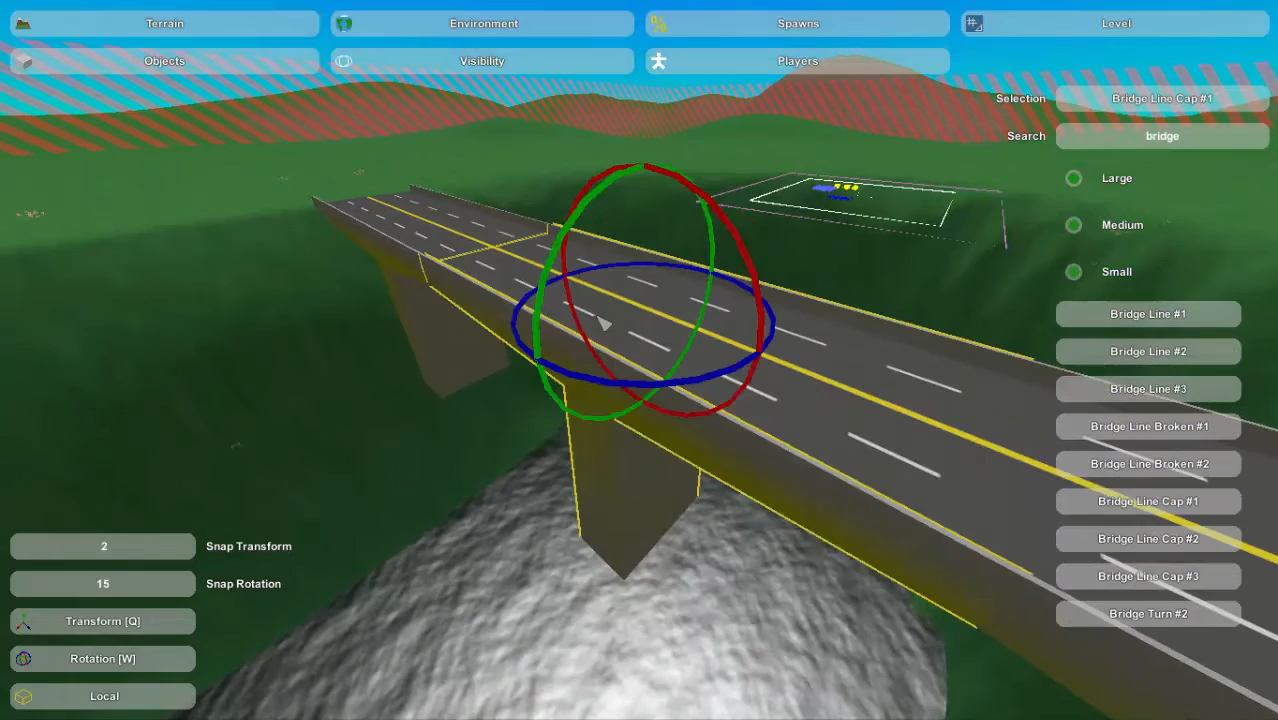 Terrain
Environment
Spawns
Level
Objects
Visibility
Players
Selection
Bridge Line Cap #1
Search
bridge
Large
Medium
Small
Bridge Line #1
Bridge Line #2
Bridge Line #3
Bridge Line Broken #1
Bridge Line Broken #2
Bridge Line Cap #1
Bridge Line Cap #2
Bridge Line Cap #3
Bridge Turn #2
2
Snap Transform
15
Snap Rotation
Transform [Q]
Rotation [W]
Local